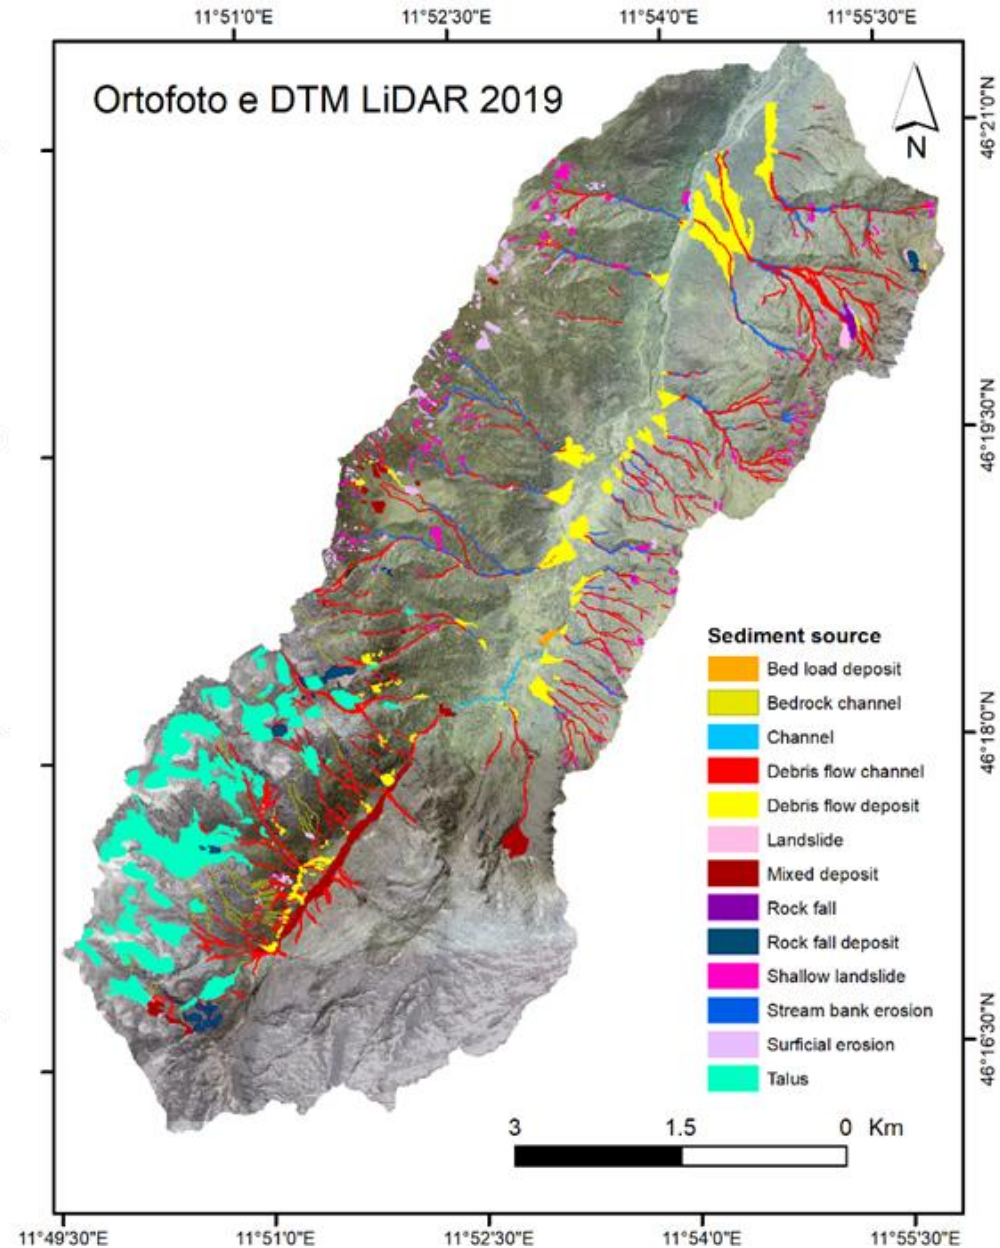 11°51'0"E 11°52'30"E 11°54'0"E 11°55'30"E
Ortofoto e DTM LiDAR 2019
N
46°21'0"N
46°19'30"N
46°18'0"N
46°16'30"N
Sediment source
Bed load deposit
Bedrock channel
Channel
Debris flow channel
Debris flow deposit
Landslide
Mixed deposit
Rock fall
Rock fall deposit
Shallow landslide
Stream bank erosion
Surficial erosion
Talus
3 1.5 0 Km
11°49'30"E 11°51'0"E 11°52'30"E 11°54'0"E 11°55'30"E